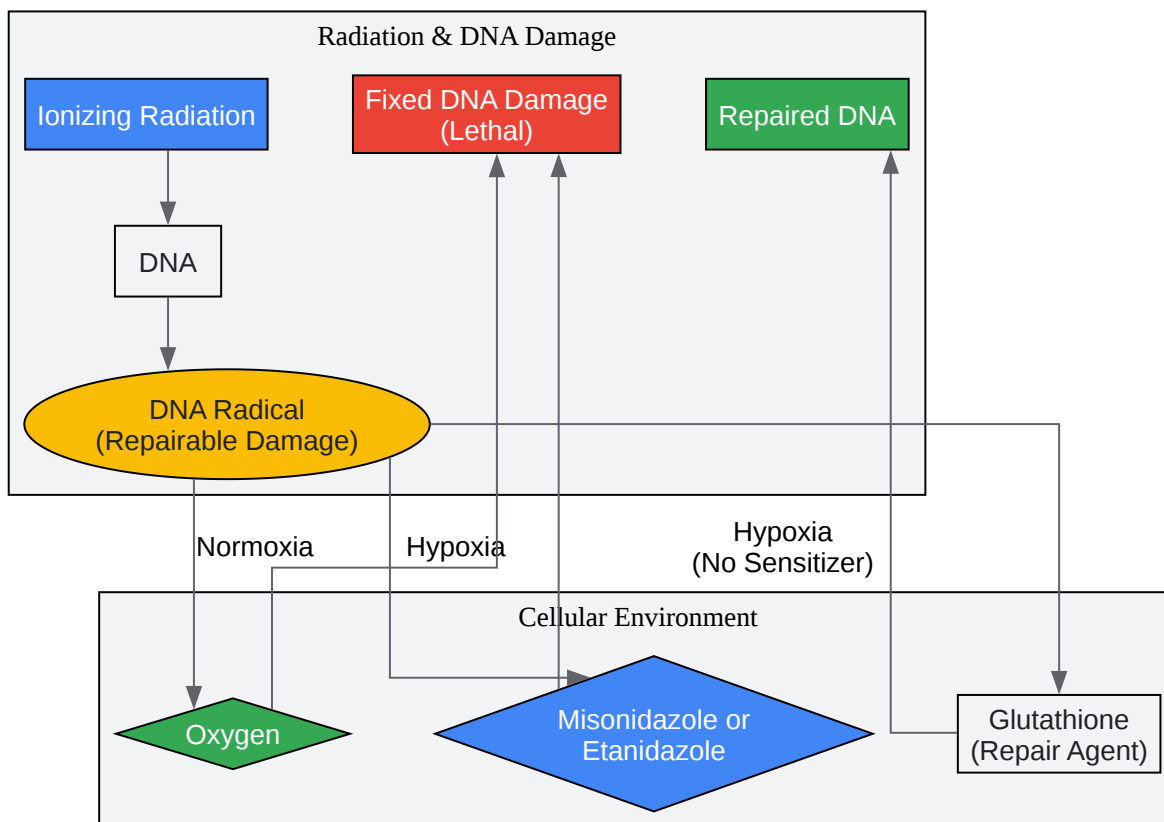 Radiation & DNA Damage
Ionizing Radiation
Fixed DNA Damage
(Lethal)
Repaired DNA
DNA
DNA Radical
(Repairable Damage)
Normoxia
Hypoxia
Hypoxia
(No Sensitizer)
Cellular Environment
Oxygen
Misonidazole or
Etanidazole
Glutathione
(Repair Agent)